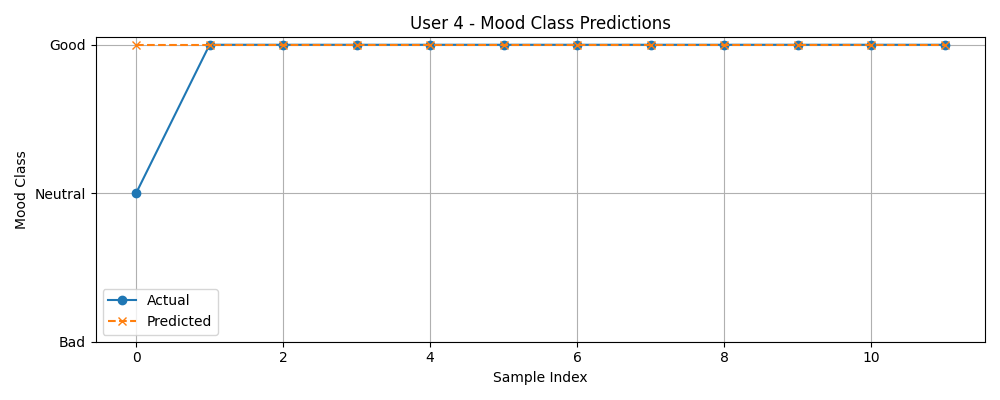 User 4 - Mood Class Predictions
Good
Neutral
Bad
Mood Class
Actual
Predicted
0 2 4 6 8 10
Sample Index